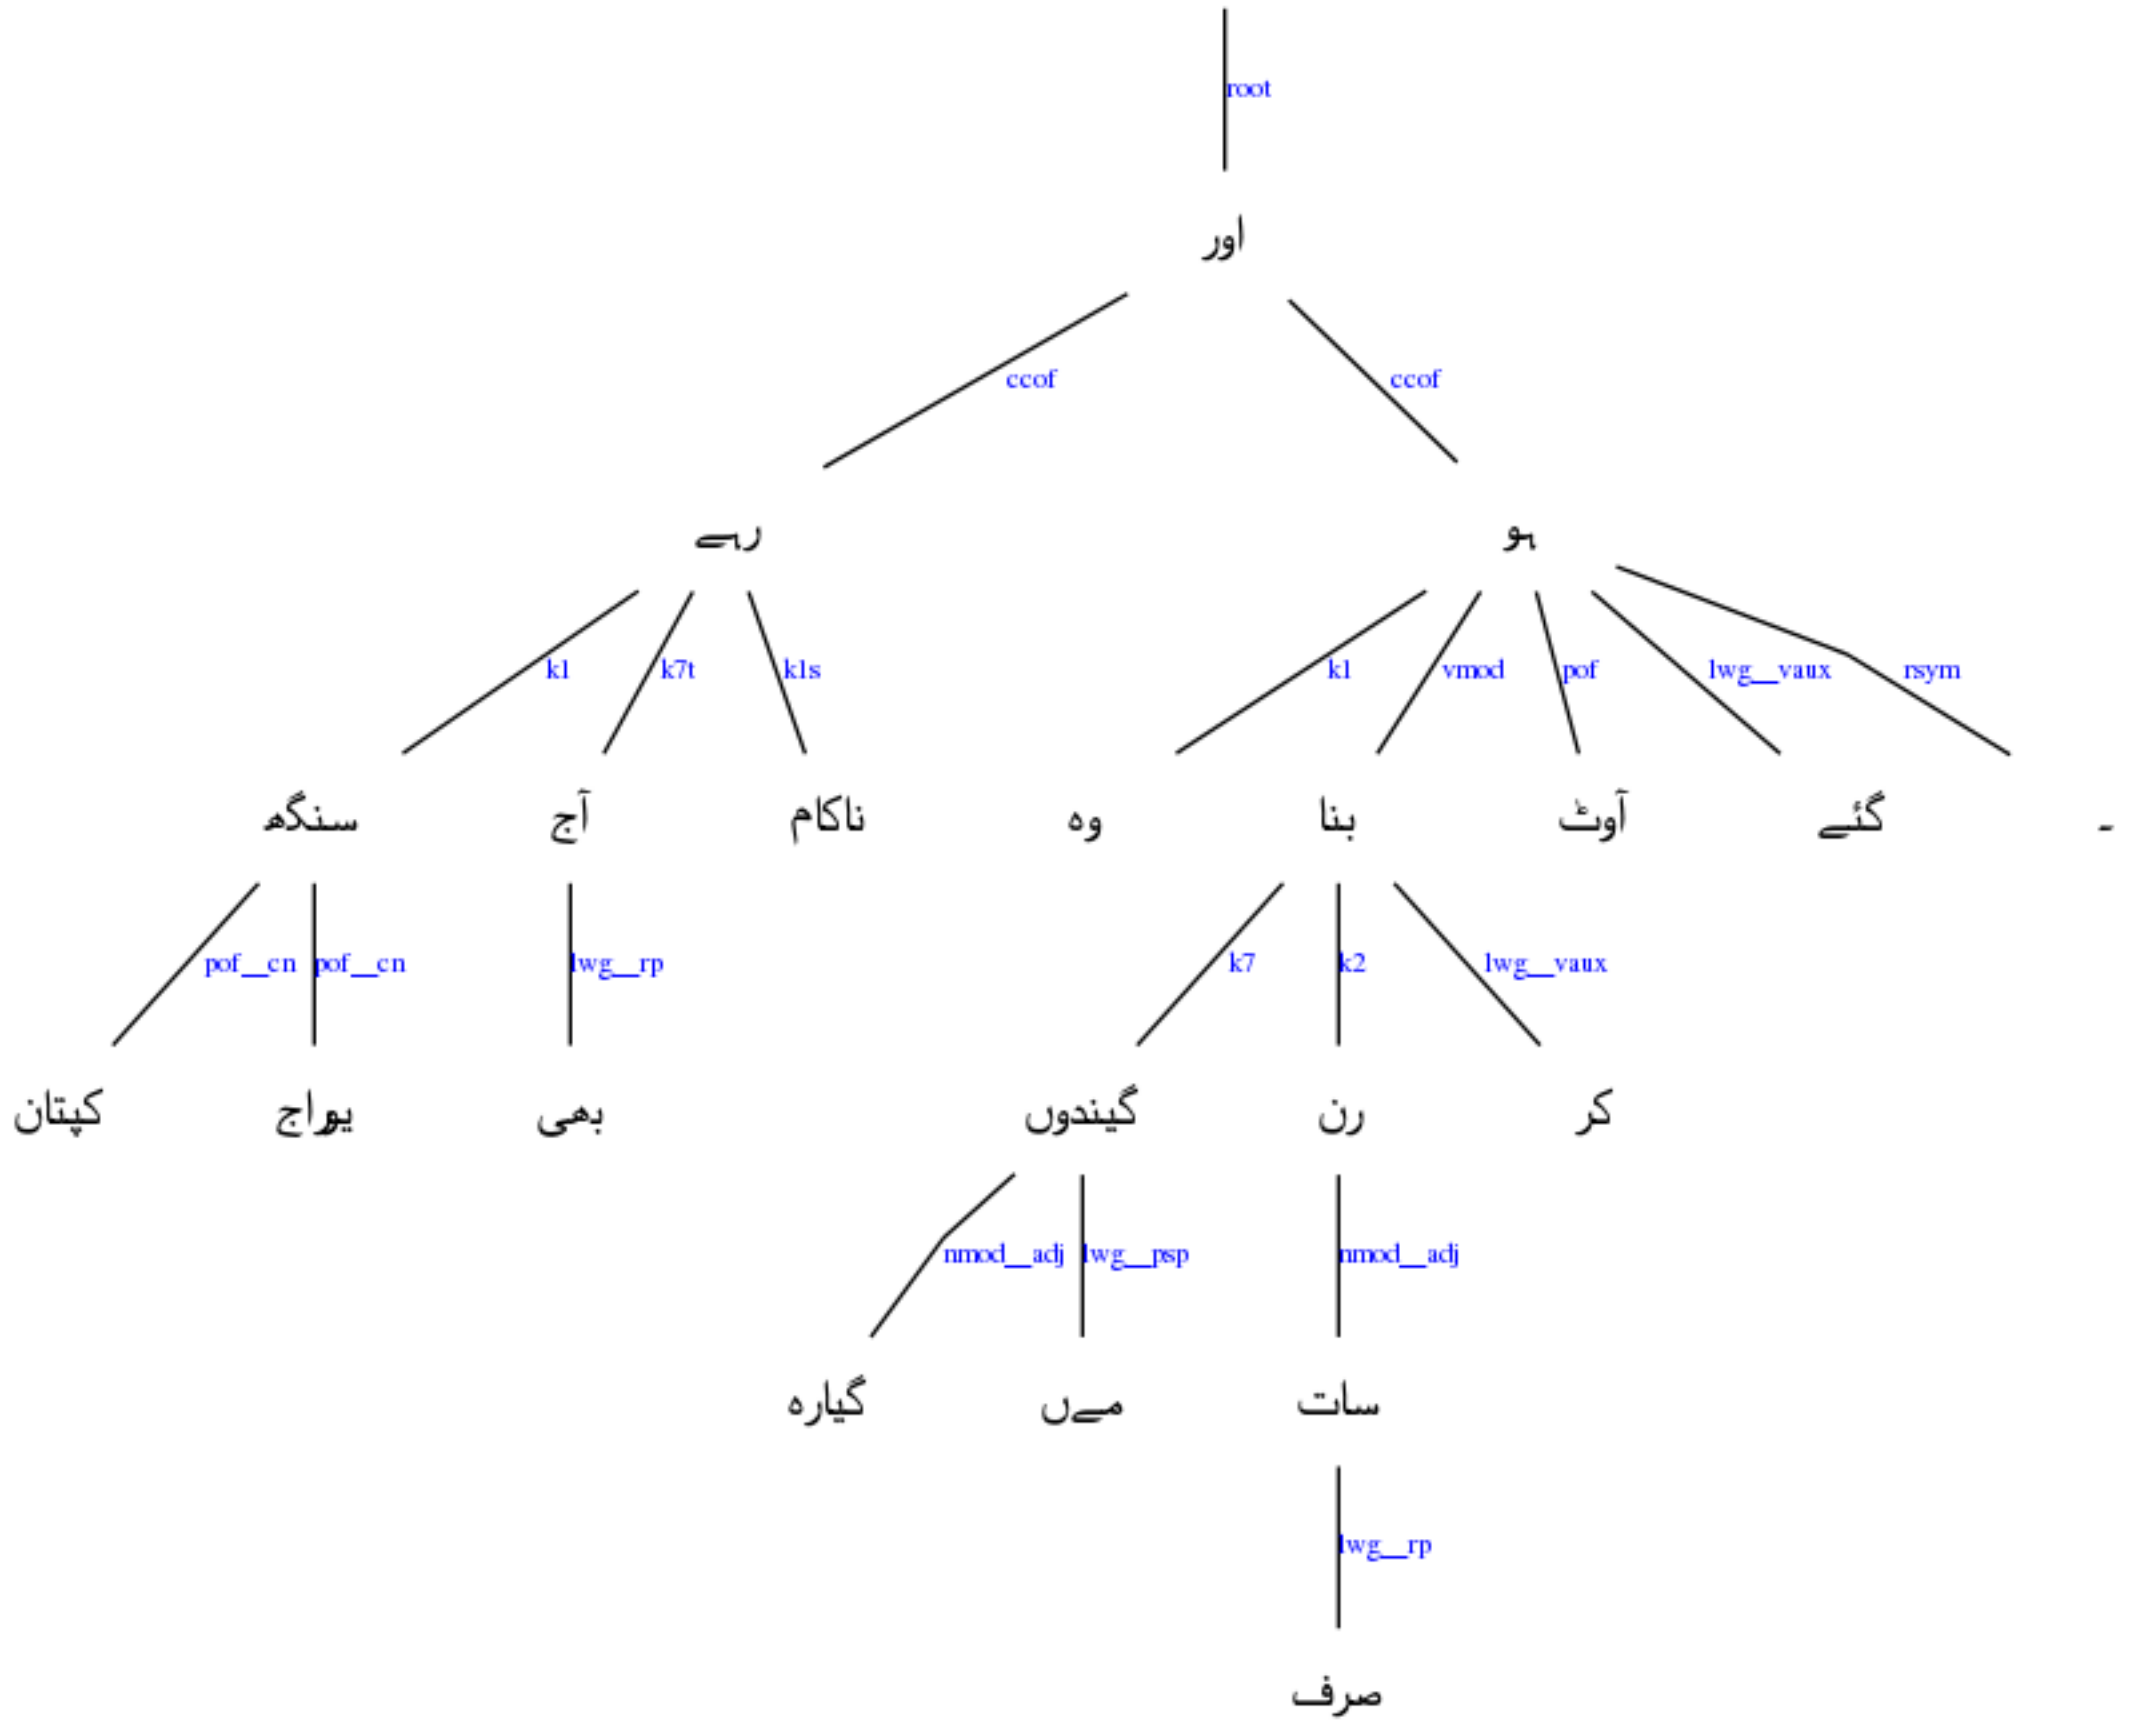 root
اور
ccof ccof
رہے ہو
k1 k7t k1s k1 vmod pof lwg__vaux rsym
سنگھ آج ناکام وہ بنا آوٹ گئے ۔
pof__cn pof__cn lwg__rp k7 k2 lwg__vaux
کپتان یوراج بھی گیندوں رن کر
nmod__adj lwg__psp nmod__adj
گیارہ مےں سات
lwg__rp
صرف